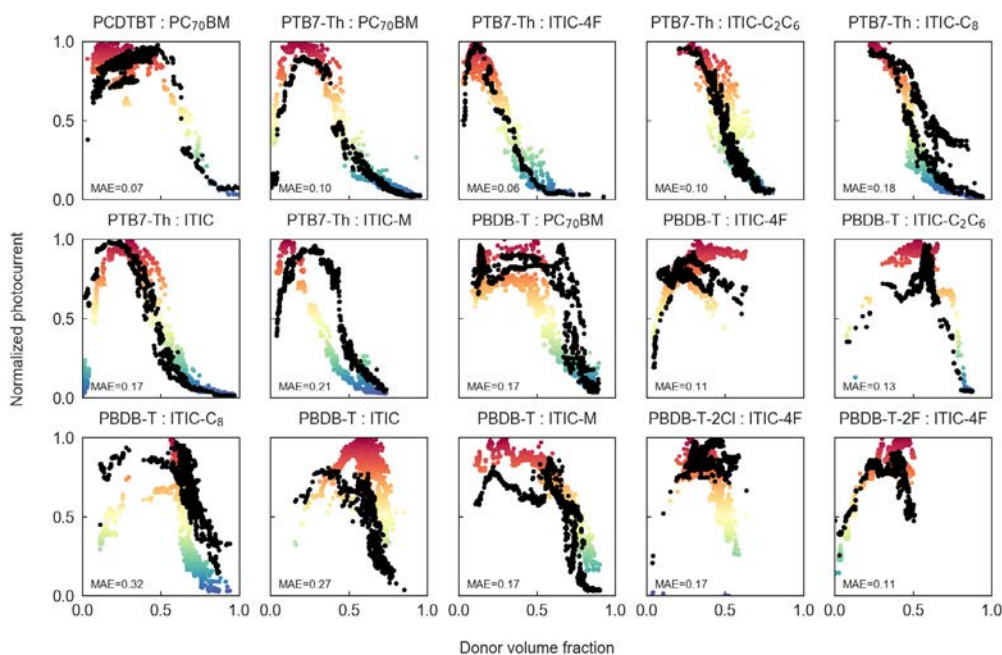 PCDTBT : PC₇₀BM
PTB7-Th : PC₇₀BM
PTB7-Th : ITIC-4F
PTB7-Th : ITIC-C₂C₆
PTB7-Th : ITIC-C₈
1.0
0.5
0.0
MAE=0.07
MAE=0.10
MAE=0.06
MAE=0.10
MAE=0.18
PTB7-Th : ITIC
PTB7-Th : ITIC-M
PBDB-T : PC₇₀BM
PBDB-T : ITIC-4F
PBDB-T : ITIC-C₂C₆
1.0
0.5
0.0
MAE=0.17
MAE=0.21
MAE=0.17
MAE=0.11
MAE=0.13
Normalized photocurrent
PBDB-T : ITIC-C₈
PBDB-T : ITIC
PBDB-T : ITIC-M
PBDB-T-2Cl : ITIC-4F
PBDB-T-2F : ITIC-4F
1.0
0.5
0.0
MAE=0.32
MAE=0.27
MAE=0.17
MAE=0.17
MAE=0.11
0.0 0.5 1.0 0.5 1.0 0.5 1.0 0.5 1.0 0.5 1.0
Donor volume fraction